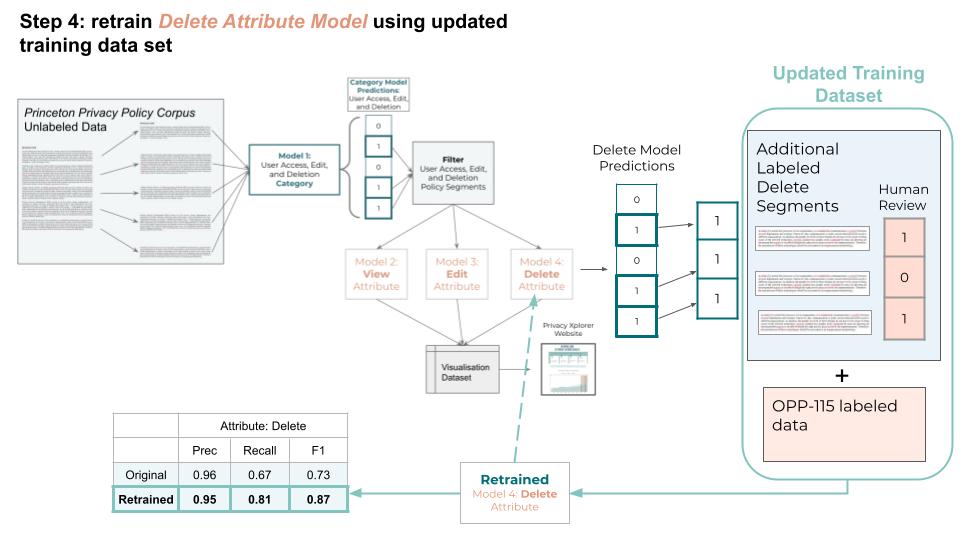 Step 4: retrain Delete Attribute Model using updated
training data set
Princeton Privacy Policy Corpus
Unlabeled Data
Category Model
Predictions:
User Access, Edit,
and Deletion
0
1
0
1
1
Model 1:
User Access, Edit,
and Deletion
Category
Filter
User Access, Edit,
and Deletion
Policy Segments
Model 2:
View
Attribute
Model 3:
Edit
Attribute
Model 4:
Delete
Attribute
Visualisation
Dataset
Privacy Xplorer
Website
Delete Model
Predictions
0
1
0
1
1
1
1
1
Updated Training
Dataset
Additional
Labeled
Delete
Segments
Human
Review
1
0
1
+
OPP-115 labeled
data
Retrained
Model 4: Delete
Attribute
Attribute: Delete
Prec Recall F1
Original 0.96 0.67 0.73
Retrained 0.95 0.81 0.87